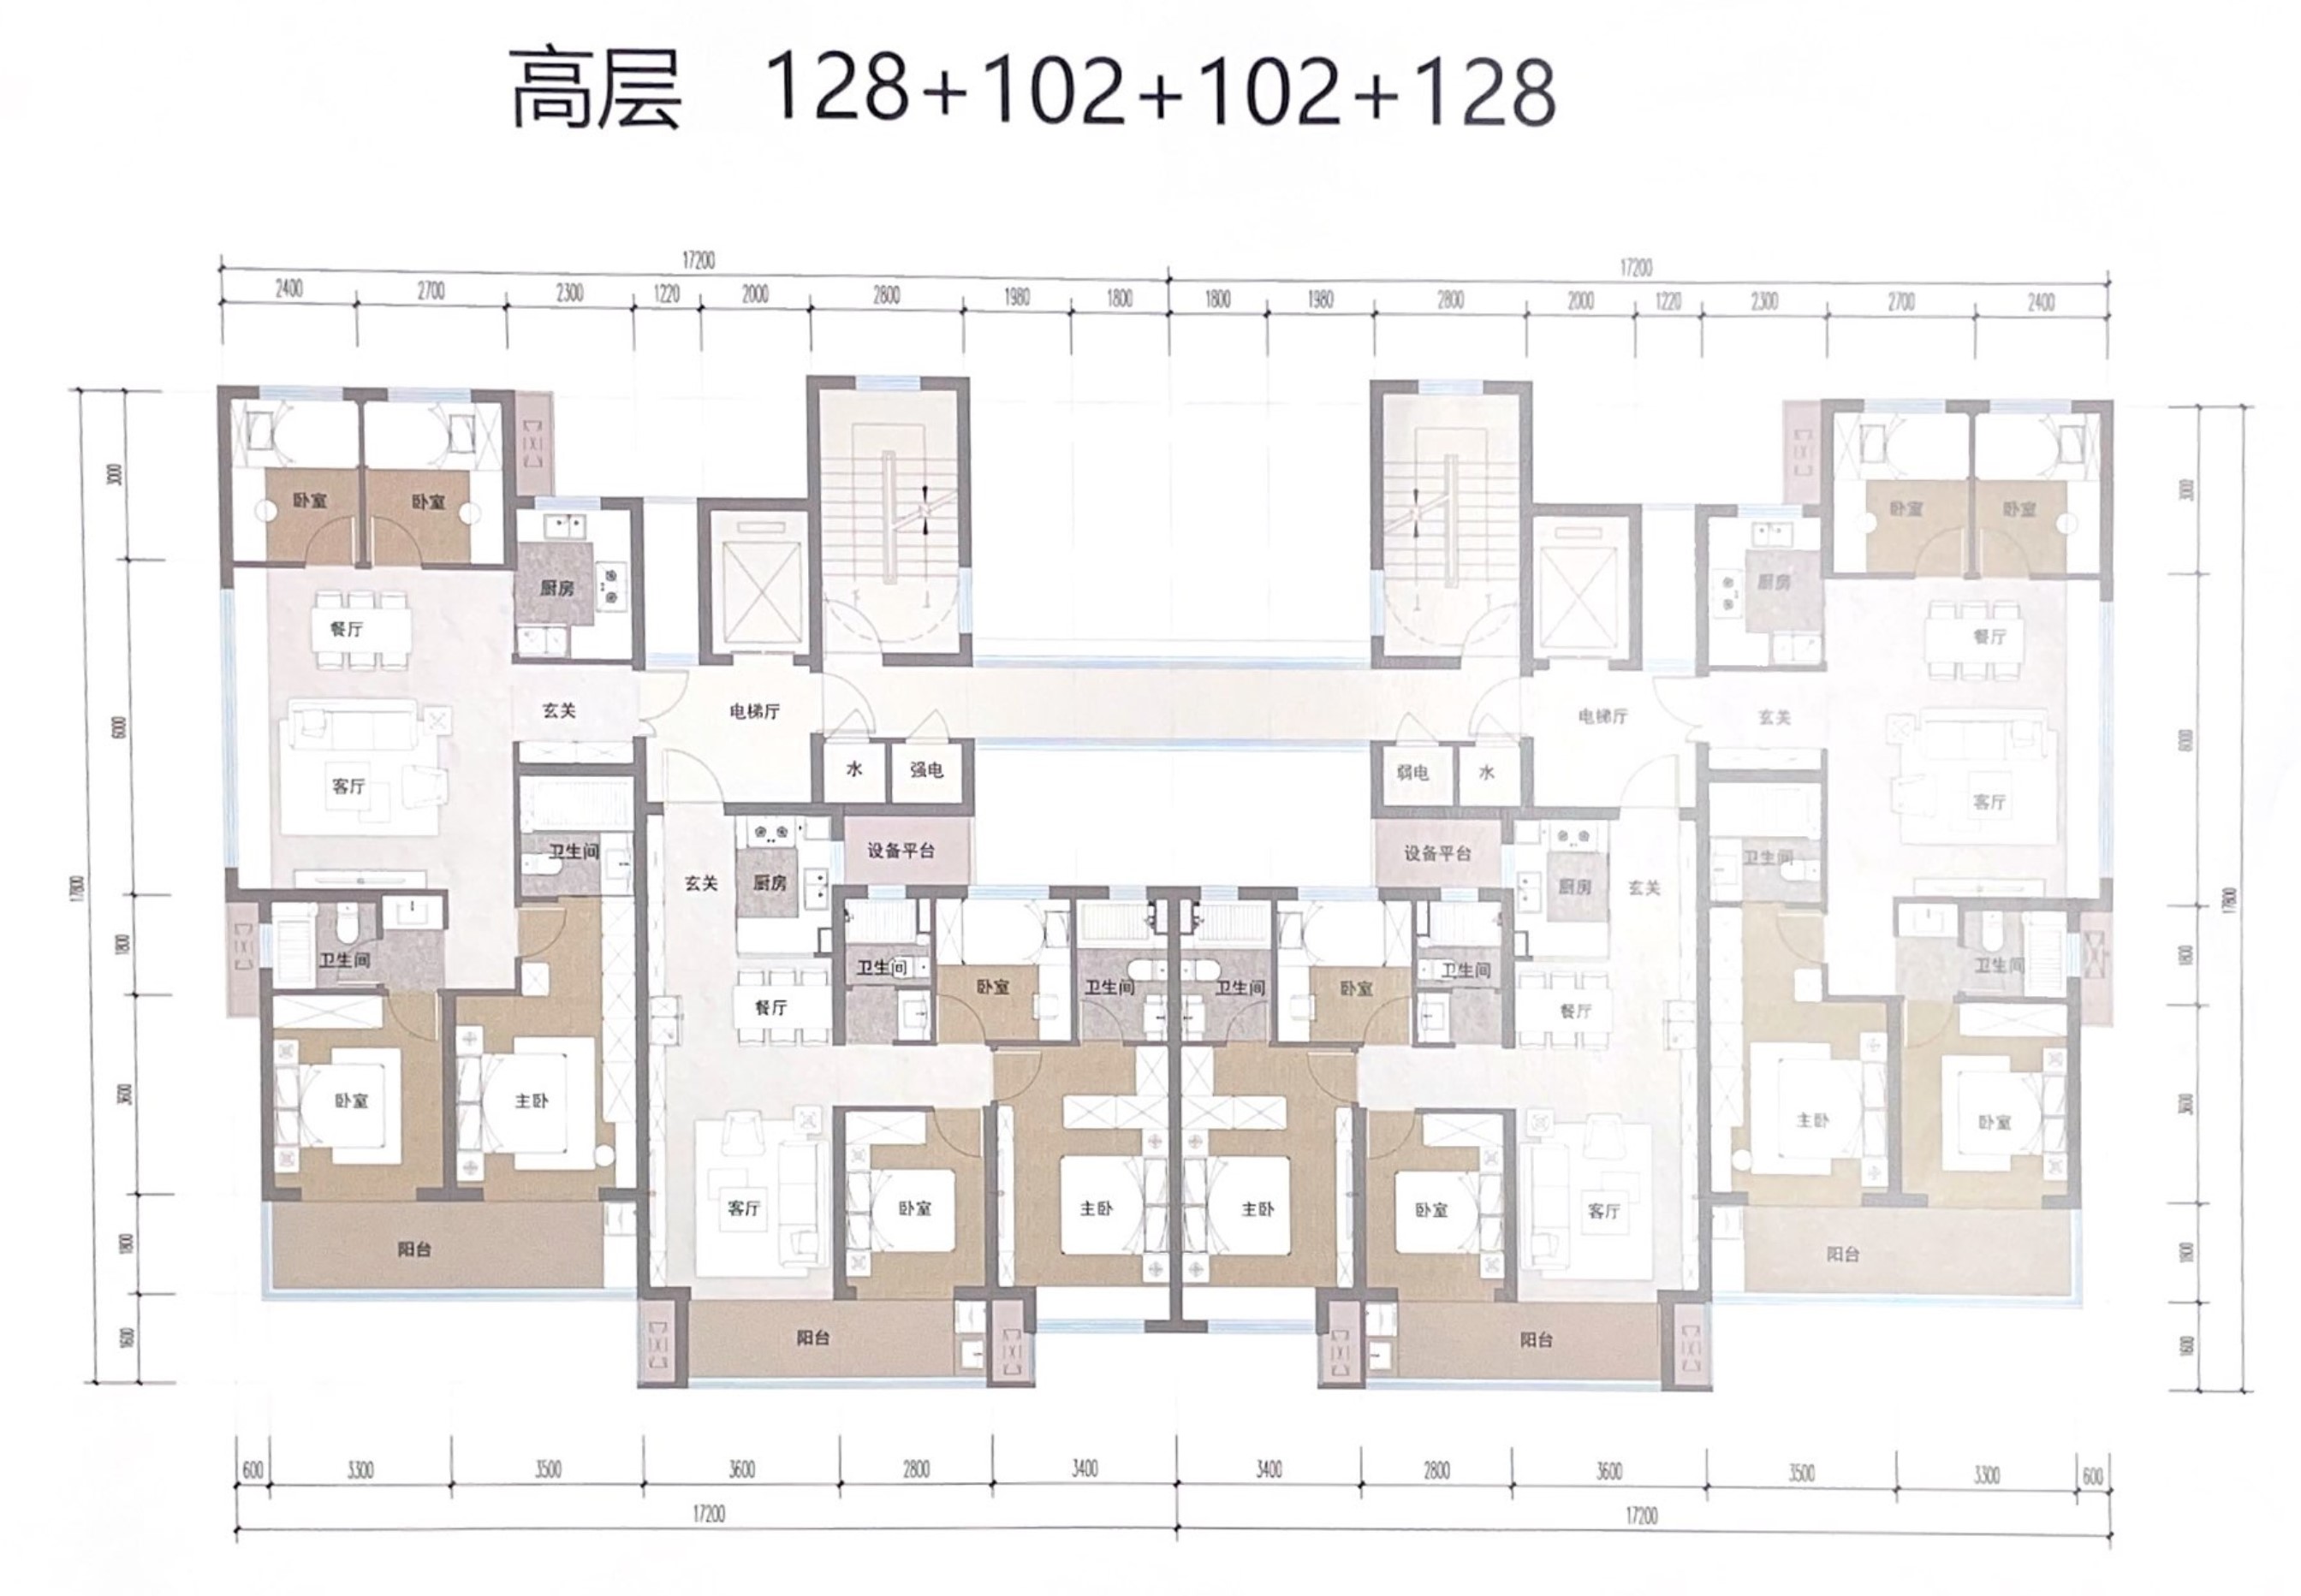 高层 128+102+102+128
17200 17200
2400 2700 2300 1220 2000 2800 1980 1800 1800 1980 2800 2000 1220 2300 2700 2400
3000 卧室 卧室 卧室 卧室 3000
厨房 厨房
餐厅 餐厅
玄关 电梯厅 电梯厅 玄关
6000 6000
客厅 水 强电 弱电 水 客厅
卫生间 设备平台 设备平台 卫生间
17800 玄关 厨房 厨房 玄关 17800
1800 卫生间 卫生间 卧室 卫生间 卫生间 卧室 卫生间 卫生间 1800
餐厅 餐厅
3600 卧室 主卧 主卧 卧室 3600
客厅 卧室 主卧 主卧 卧室 客厅
1800 阳台 阳台 1800
1600 阳台 阳台 1600
600 3300 3500 3600 2800 3400 3400 2800 3600 3500 3300 600
17200 17200